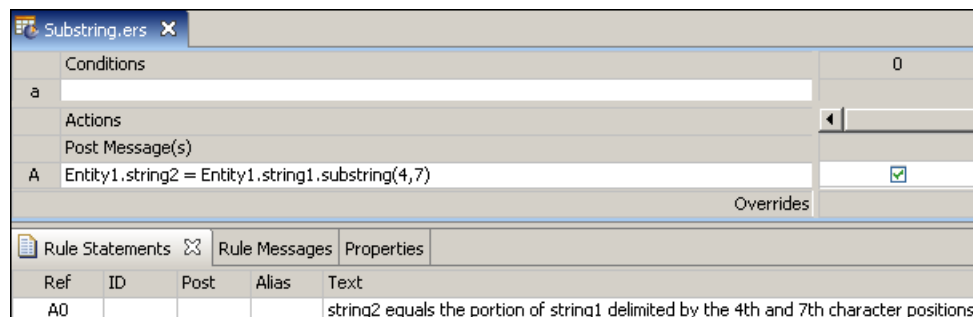 Substring.ers
Conditions 0
a
Actions
Post Message(s)
A Entity1.string2 = Entity1.string1.substring(4,7)
Overrides
Rule Statements Rule Messages Properties
Ref ID Post Alias Text
A0 string2 equals the portion of string1 delimited by the 4th and 7th character positions